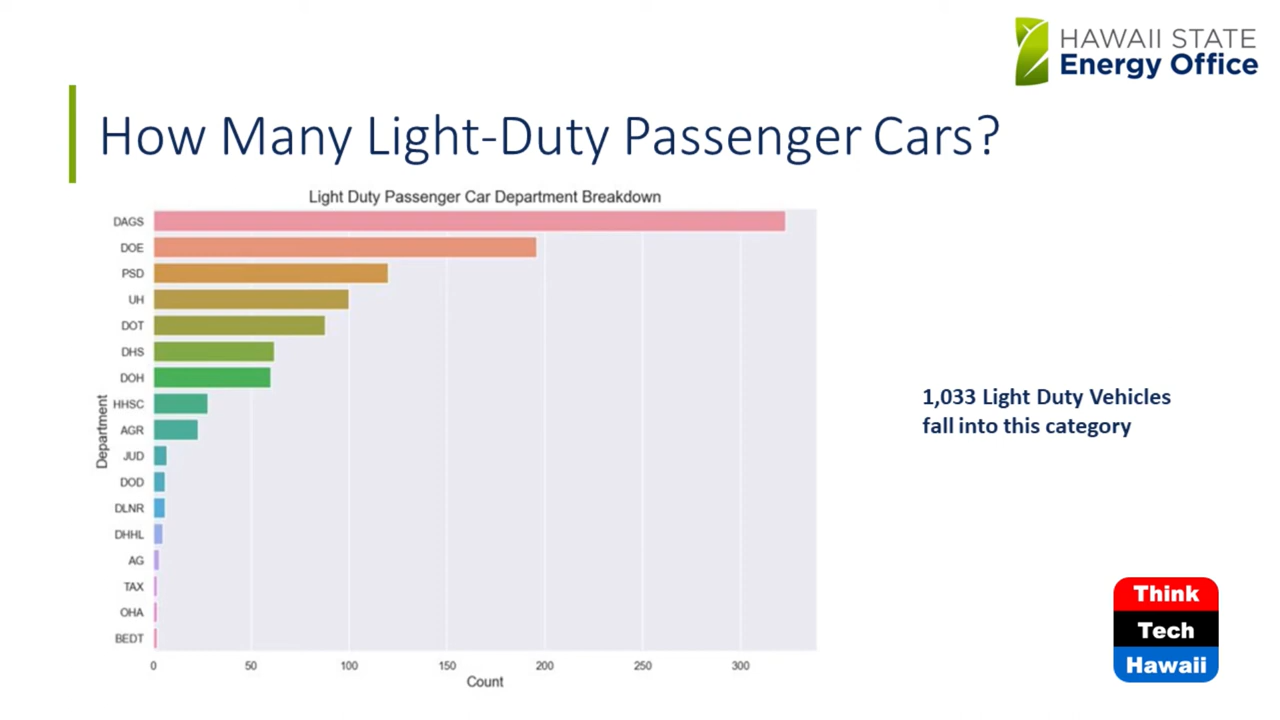 HAWAII STATE
Energy Office
How Many Light-Duty Passenger Cars?
Light Duty Passenger Car Department Breakdown
DAGS
DOE
PSD
UH
DOT
DHS
DOH
HHSC
AGR
JUD
DOD
DLNR
DHHL
AG
TAX
OHA
BEDT
Department
0 50 100 150 200 250 300
Count
1,033 Light Duty Vehicles
fall into this category
Think
Tech
Hawaii